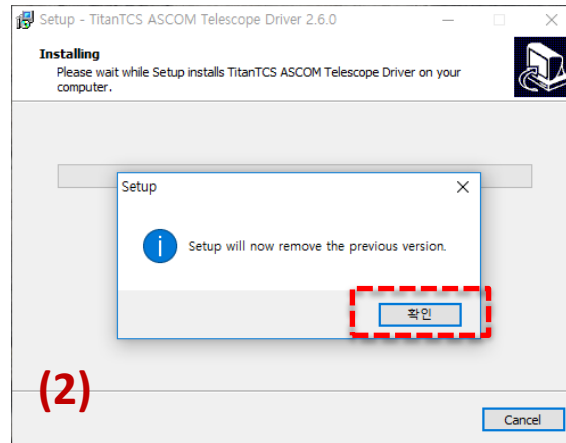 Setup - TitanTCS ASCOM Telescope Driver 2.6.0
Installing
Please wait while Setup installs TitanTCS ASCOM Telescope Driver on your
computer.
Setup
Setup will now remove the previous version.
확인
(2)
Cancel